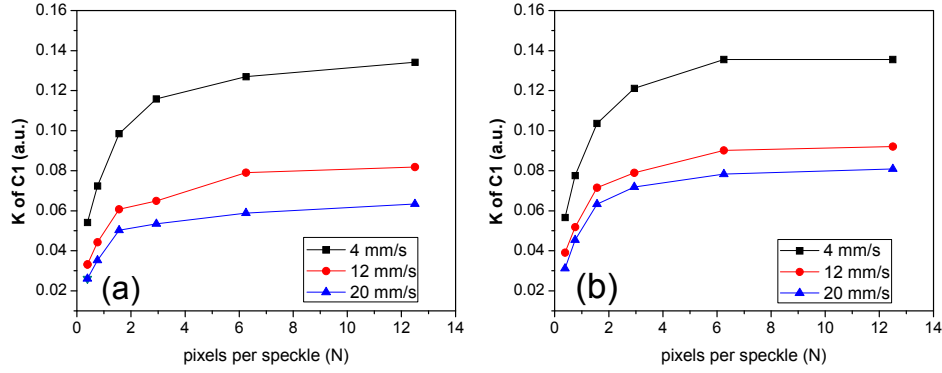 0.16
0.14
0.12
0.10
0.08
0.06
0.04
0.02
K of C1 (a.u.)
(a)
4 mm/s
12 mm/s
20 mm/s
0 2 4 6 8 10 12 14
pixels per speckle (N)
0.16
0.14
0.12
0.10
0.08
0.06
0.04
0.02
K of C1 (a.u.)
(b)
4 mm/s
12 mm/s
20 mm/s
0 2 4 6 8 10 12 14
pixels per speckle (N)